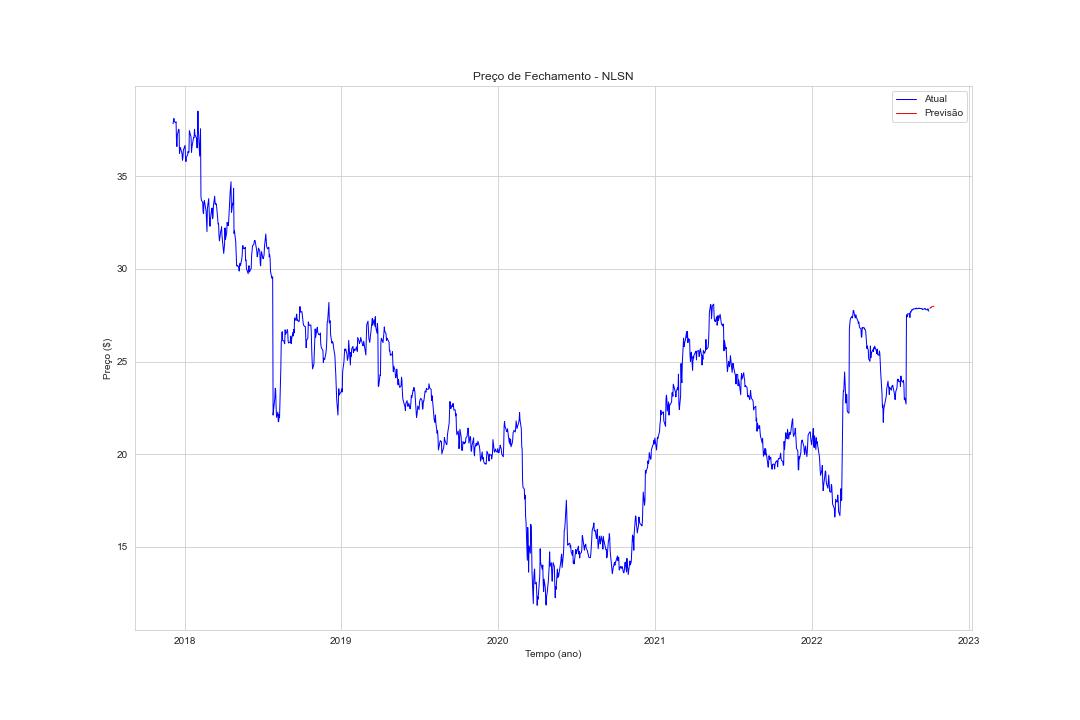 Preço de Fechamento - NLSN
Atual
Previsão
Preço ($)
35
30
25
20
15
2018
2019
2020
2021
2022
2023
Tempo (ano)